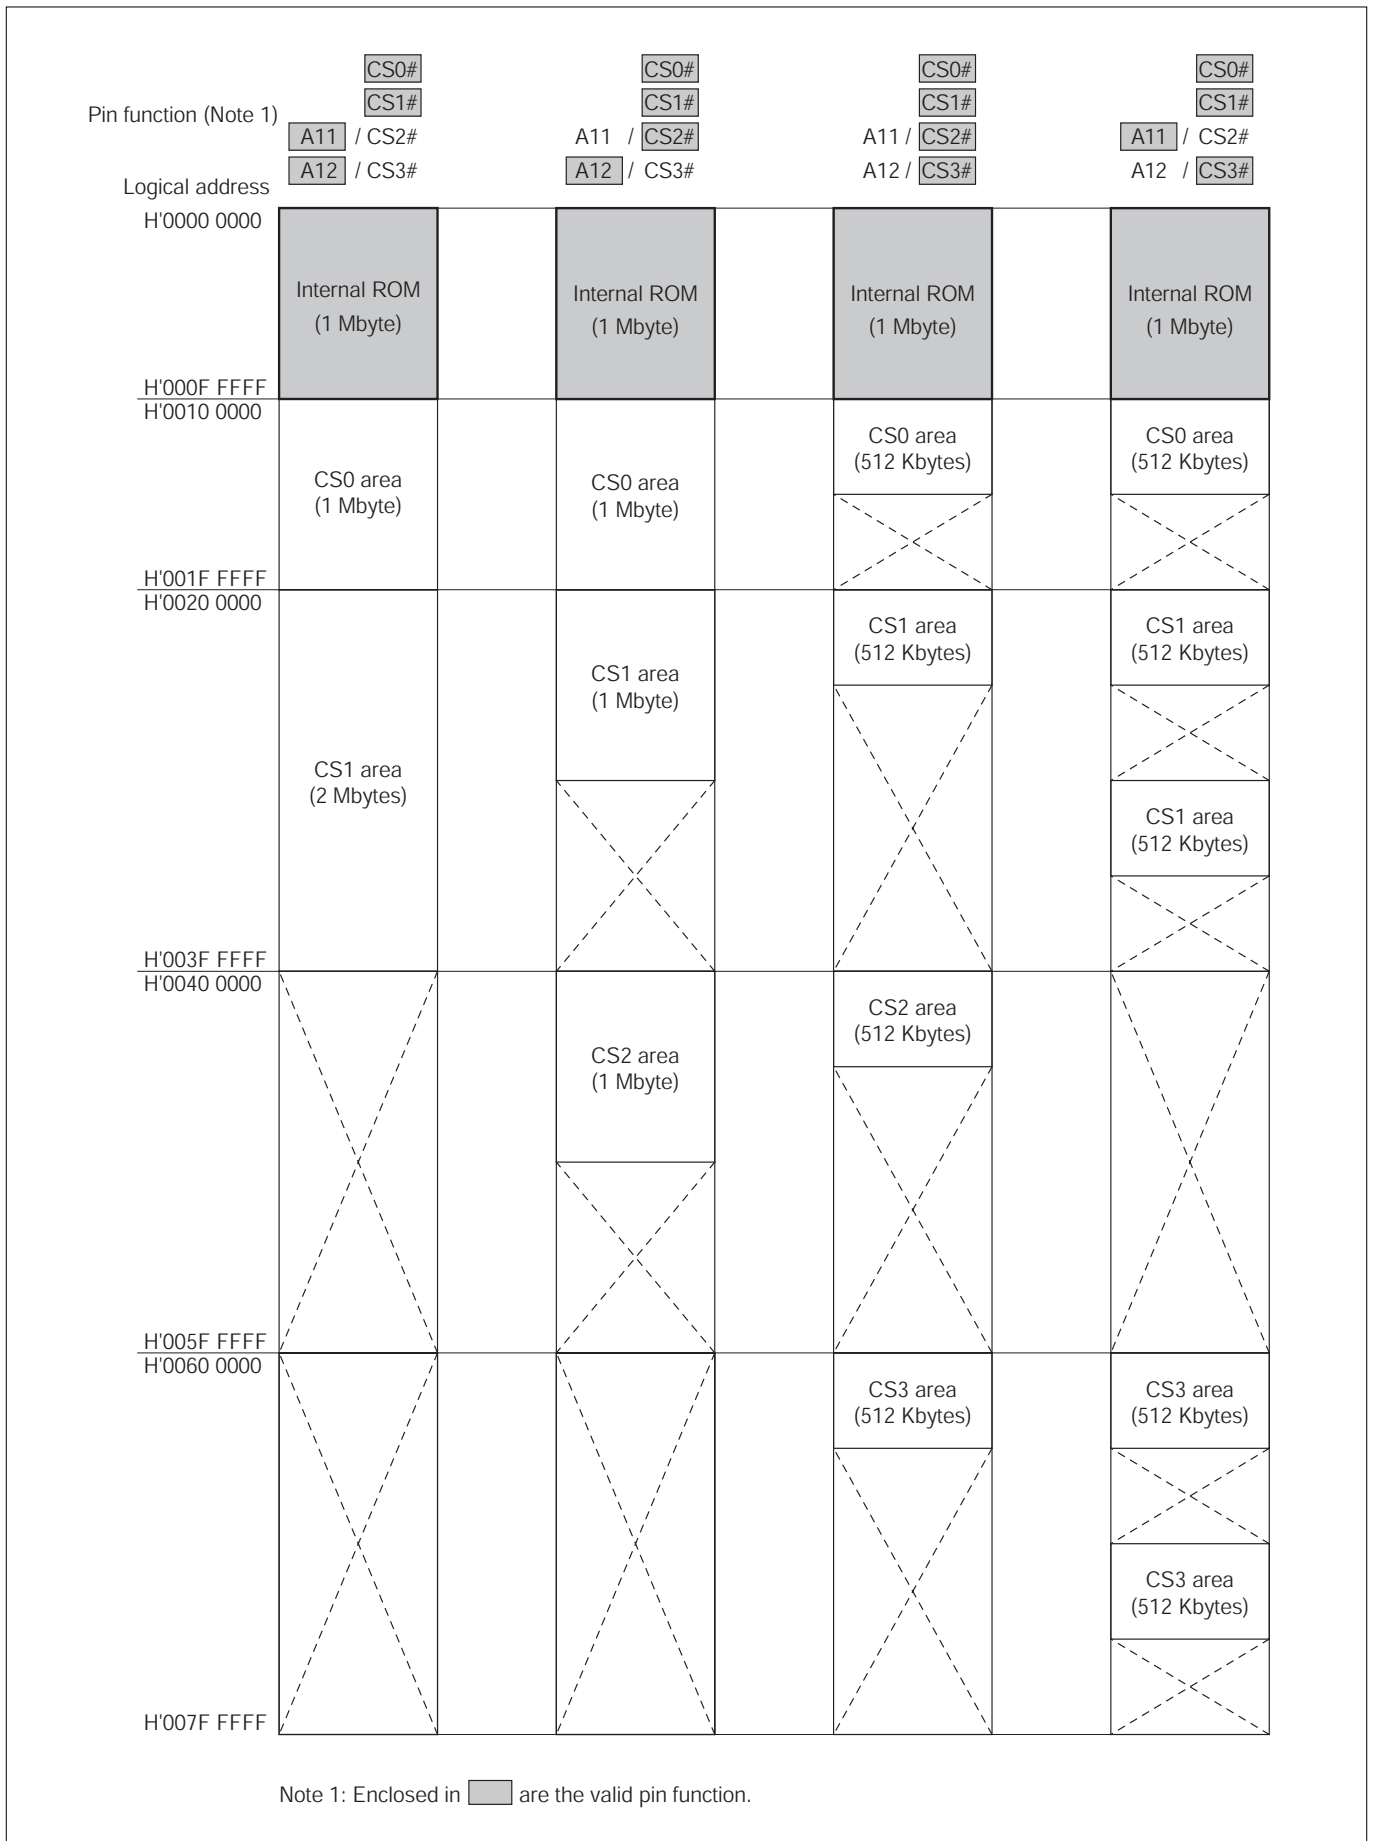 CS0# CS0# CS0# CS0#
Pin function (Note 1) CS1# CS1# CS1# CS1#
A11 / CS2# A11 / CS2# A11 / CS2# A11 / CS2#
A12 / CS3# A12 / CS3# A12 / CS3# A12 / CS3#
Logical address
H'0000 0000
Internal ROM Internal ROM Internal ROM Internal ROM
(1 Mbyte) (1 Mbyte) (1 Mbyte) (1 Mbyte)
H'000F FFFF
H'0010 0000
CS0 area CS0 area
(512 Kbytes) (512 Kbytes)
CS0 area CS0 area
(1 Mbyte) (1 Mbyte)
H'001F FFFF
H'0020 0000
CS1 area CS1 area
(512 Kbytes) (512 Kbytes)
CS1 area
(1 Mbyte)
CS1 area
(2 Mbytes)
CS1 area
(512 Kbytes)
H'003F FFFF
H'0040 0000
CS2 area
(512 Kbytes)
CS2 area
(1 Mbyte)
H'005F FFFF
H'0060 0000
CS3 area CS3 area
(512 Kbytes) (512 Kbytes)
CS3 area
(512 Kbytes)
H'007F FFFF
Note 1: Enclosed in are the valid pin function.